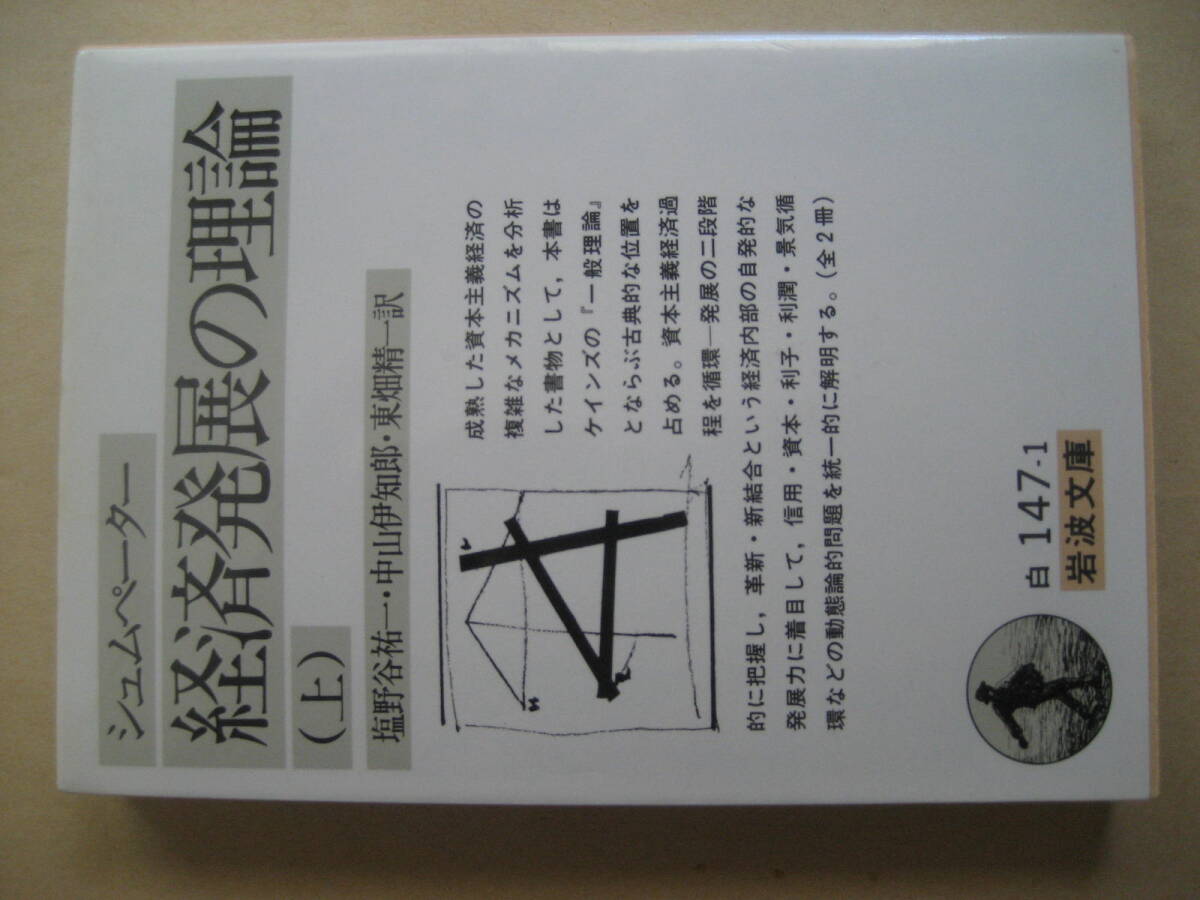 シュムペーター
経済発展の理論
（上）
塩野谷祐一・中山伊知郎・東畑精一訳
成熟した資本主義経済の
複雑なメカニズムを分析
した書物として，本書は
ケインズの『一般理論』
とならぶ古典的な位置を
占める。資本主義経済過
程を循環―発展の二段階
的に把握し，革新・新結合という経済内部の自発的な
発展力に着目して，信用・資本・利子・利潤・景気循
環などの動態論的問題を統一的に解明する。（全2冊）
白147-1
岩波文庫